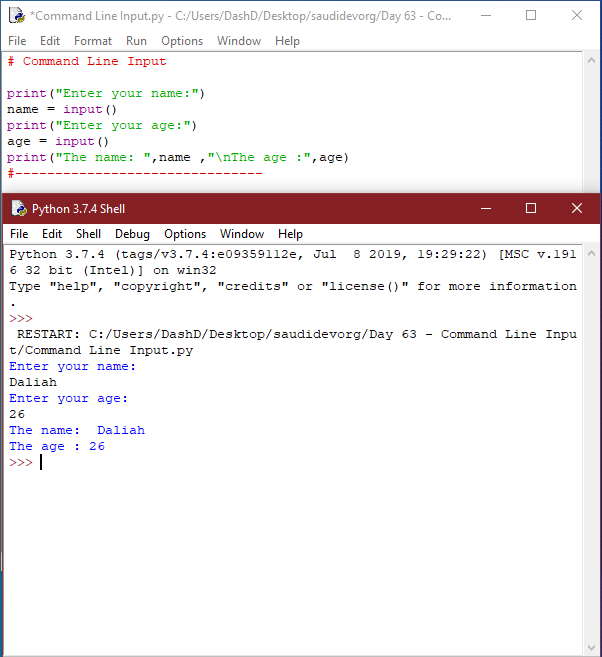 *Command Line Input.py - C:/Users/DashD/Desktop/saudidevorg/Day 63 - Co...
File Edit Format Run Options Window Help
# Command Line Input
print("Enter your name:")
name = input()
print("Enter your age:")
age = input()
print("The name: ",name ,"\nThe age :",age)
#-------------------------------
Python 3.7.4 Shell
File Edit Shell Debug Options Window Help
Python 3.7.4 (tags/v3.7.4:e09359112e, Jul  8 2019, 19:29:22) [MSC v.191
6 32 bit (Intel)] on win32
Type "help", "copyright", "credits" or "license()" for more information
.
>>>
 RESTART: C:/Users/DashD/Desktop/saudidevorg/Day 63 - Command Line Inpu
t/Command Line Input.py
Enter your name:
Daliah
Enter your age:
26
The name:  Daliah
The age : 26
>>>